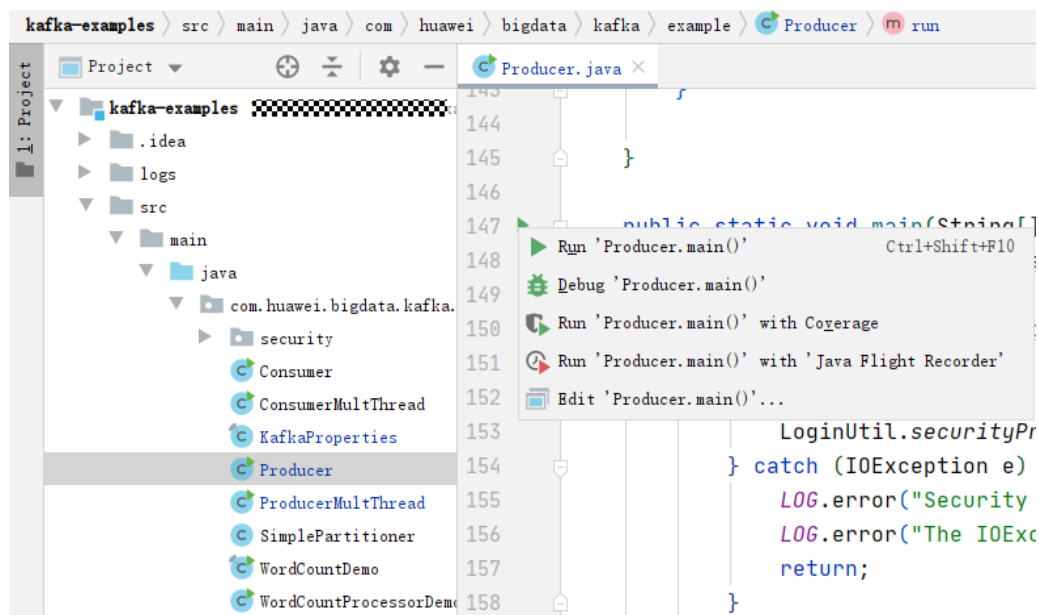 kafka-examples src main java com huawei bigdata kafka example Producer run
1: Project
Project
Producer.java
kafka-examples
.idea
logs
src
main
java
com.huawei.bigdata.kafka.
security
Consumer
ConsumerMultThread
KafkaProperties
Producer
ProducerMultThread
SimplePartitioner
WordCountDemo
WordCountProcessorDemo
143 }
144
145 }
146
147 public static void main(String[]
148
149
150
151
152
153 LoginUtil.securityPr
154 } catch (IOException e)
155 LOG.error("Security
156 LOG.error("The IOExc
157 return;
158 }
Run 'Producer.main()' Ctrl+Shift+F10
Debug 'Producer.main()'
Run 'Producer.main()' with Coverage
Run 'Producer.main()' with 'Java Flight Recorder'
Edit 'Producer.main()'...